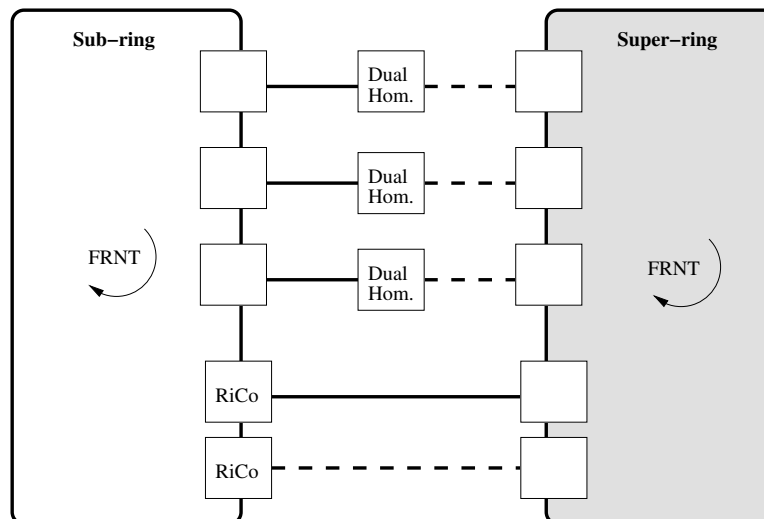 Sub-ring
Super-ring
Dual
Hom.
Dual
Hom.
FRNT
Dual
Hom.
FRNT
RiCo
RiCo